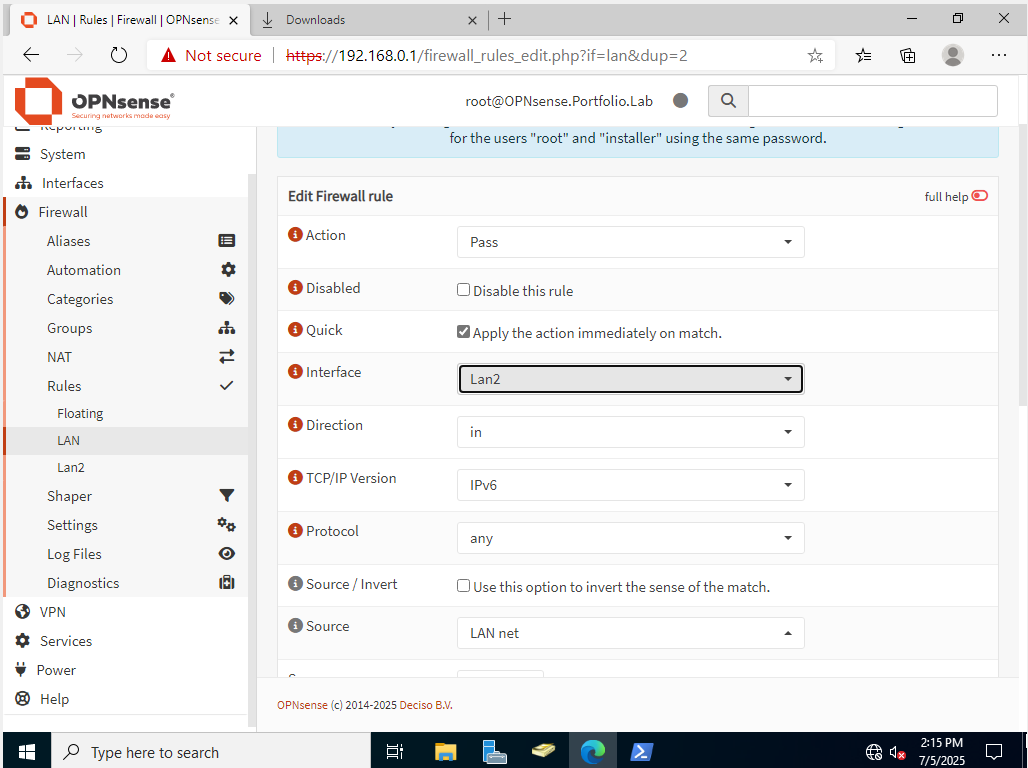 LAN | Rules | Firewall | OPNsense
Downloads
Not secure
https://192.168.0.1/firewall_rules_edit.php?if=lan&dup=2
OPNsense®
Securing networks made easy
root@OPNsense.Portfolio.Lab
Reporting
System
Interfaces
Firewall
Aliases
Automation
Categories
Groups
NAT
Rules
Floating
LAN
Lan2
Shaper
Settings
Log Files
Diagnostics
VPN
Services
Power
Help
for the users "root" and "installer" using the same password.
Edit Firewall rule
full help
Action
Pass
Disabled
Disable this rule
Quick
Apply the action immediately on match.
Interface
Lan2
Direction
in
TCP/IP Version
IPv6
Protocol
any
Source / Invert
Use this option to invert the sense of the match.
Source
LAN net
OPNsense (c) 2014-2025 Deciso B.V.
Type here to search
2:15 PM
7/5/2025